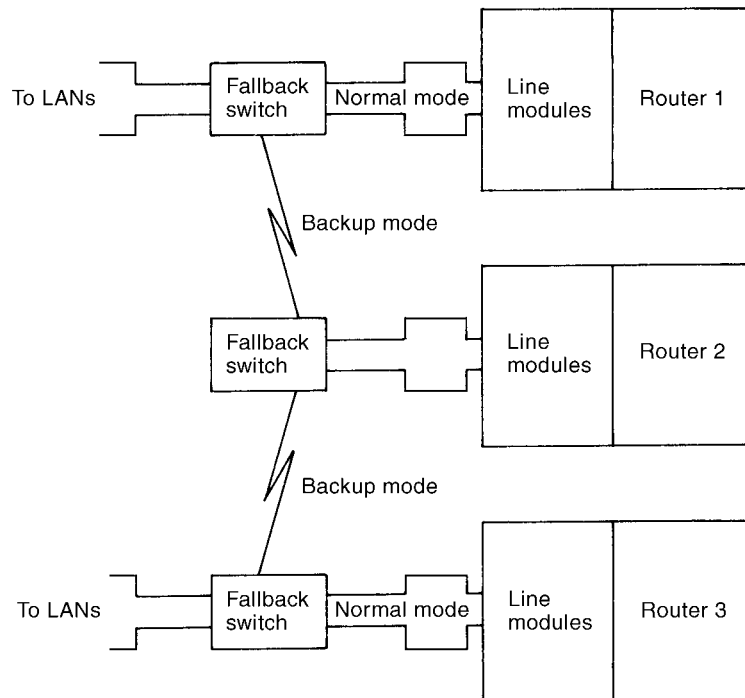 To LANs
Fallback
switch
Normal mode
Line
modules
Router 1
Backup mode
Fallback
switch
Line
modules
Router 2
Backup mode
To LANs
Fallback
switch
Normal mode
Line
modules
Router 3